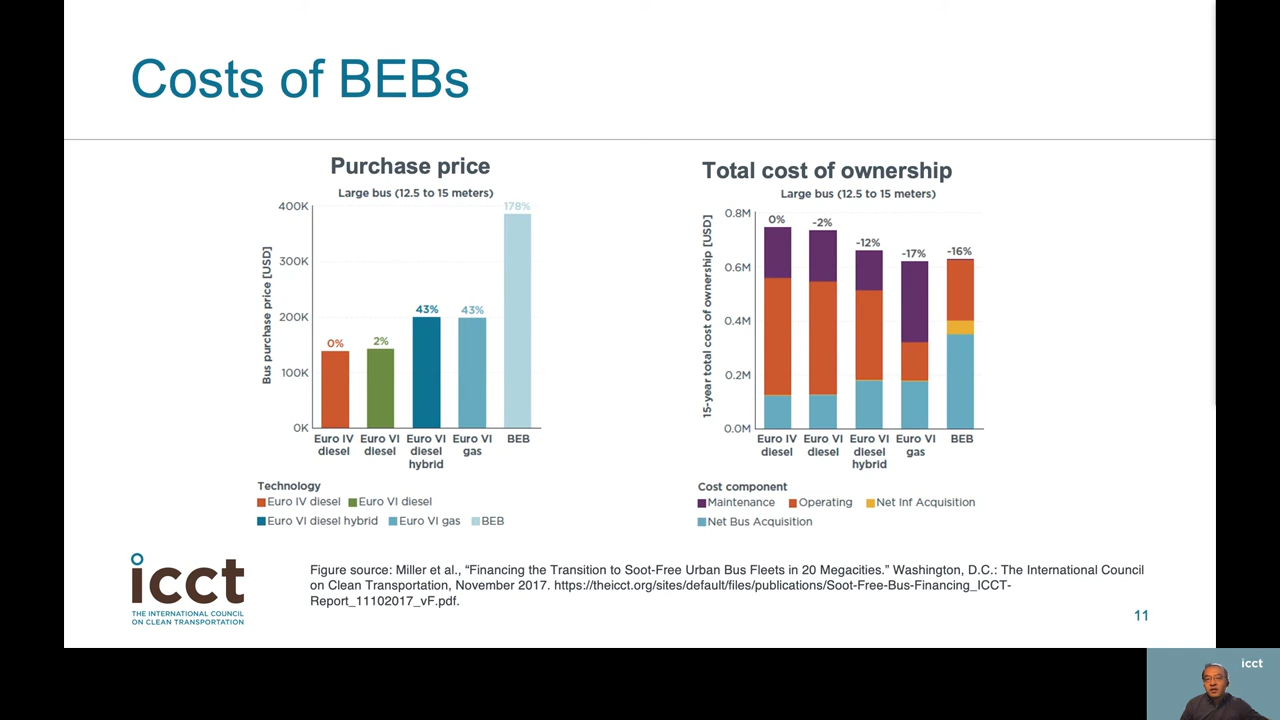 Costs of BEBs
Purchase price
Large bus (12.5 to 15 meters)
Bus purchase price [USD]
400K
300K
200K
100K
0K
0%
2%
43%
43%
178%
Euro IV
diesel
Euro VI
diesel
Euro VI
diesel
hybrid
Euro VI
gas
BEB
Technology
Euro IV diesel
Euro VI diesel
Euro VI diesel hybrid
Euro VI gas
BEB
Total cost of ownership
Large bus (12.5 to 15 meters)
15-year total cost of ownership [USD]
0.8M
0.6M
0.4M
0.2M
0.0M
0%
-2%
-12%
-17%
-16%
Euro IV
diesel
Euro VI
diesel
Euro VI
diesel
hybrid
Euro VI
gas
BEB
Cost component
Maintenance
Operating
Net Inf Acquisition
Net Bus Acquisition
icct
THE INTERNATIONAL COUNCIL
ON CLEAN TRANSPORTATION
Figure source: Miller et al., “Financing the Transition to Soot-Free Urban Bus Fleets in 20 Megacities.” Washington, D.C.: The International Council
on Clean Transportation, November 2017. https://theicct.org/sites/default/files/publications/Soot-Free-Bus-Financing_ICCT-
Report_11102017_vF.pdf.
11
icct